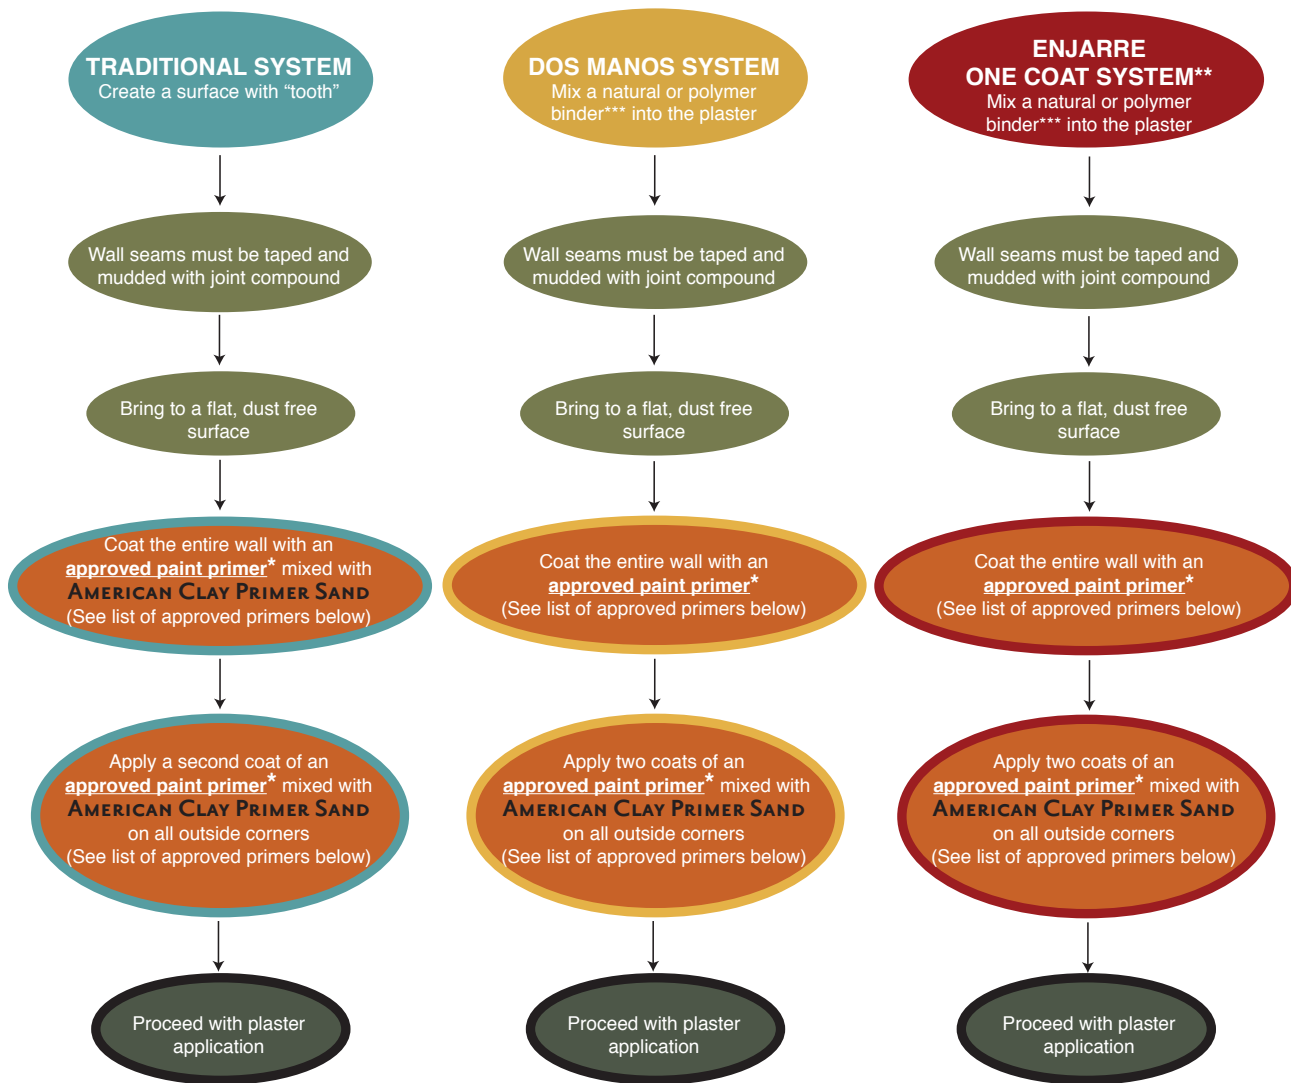 TRADITIONAL SYSTEM
Create a surface with “tooth”
Wall seams must be taped and
mudded with joint compound
Bring to a flat, dust free
surface
Coat the entire wall with an
approved paint primer* mixed with
AMERICAN CLAY PRIMER SAND
(See list of approved primers below)
Apply a second coat of an
approved paint primer* mixed with
AMERICAN CLAY PRIMER SAND
on all outside corners
(See list of approved primers below)
Proceed with plaster
application
DOS MANOS SYSTEM
Mix a natural or polymer
binder*** into the plaster
Wall seams must be taped and
mudded with joint compound
Bring to a flat, dust free
surface
Coat the entire wall with an
approved paint primer*
(See list of approved primers below)
Apply two coats of an
approved paint primer* mixed with
AMERICAN CLAY PRIMER SAND
on all outside corners
(See list of approved primers below)
Proceed with plaster
application
ENJARRE
ONE COAT SYSTEM**
Mix a natural or polymer
binder*** into the plaster
Wall seams must be taped and
mudded with joint compound
Bring to a flat, dust free
surface
Coat the entire wall with an
approved paint primer*
(See list of approved primers below)
Apply two coats of an
approved paint primer* mixed with
AMERICAN CLAY PRIMER SAND
on all outside corners
(See list of approved primers below)
Proceed with plaster
application